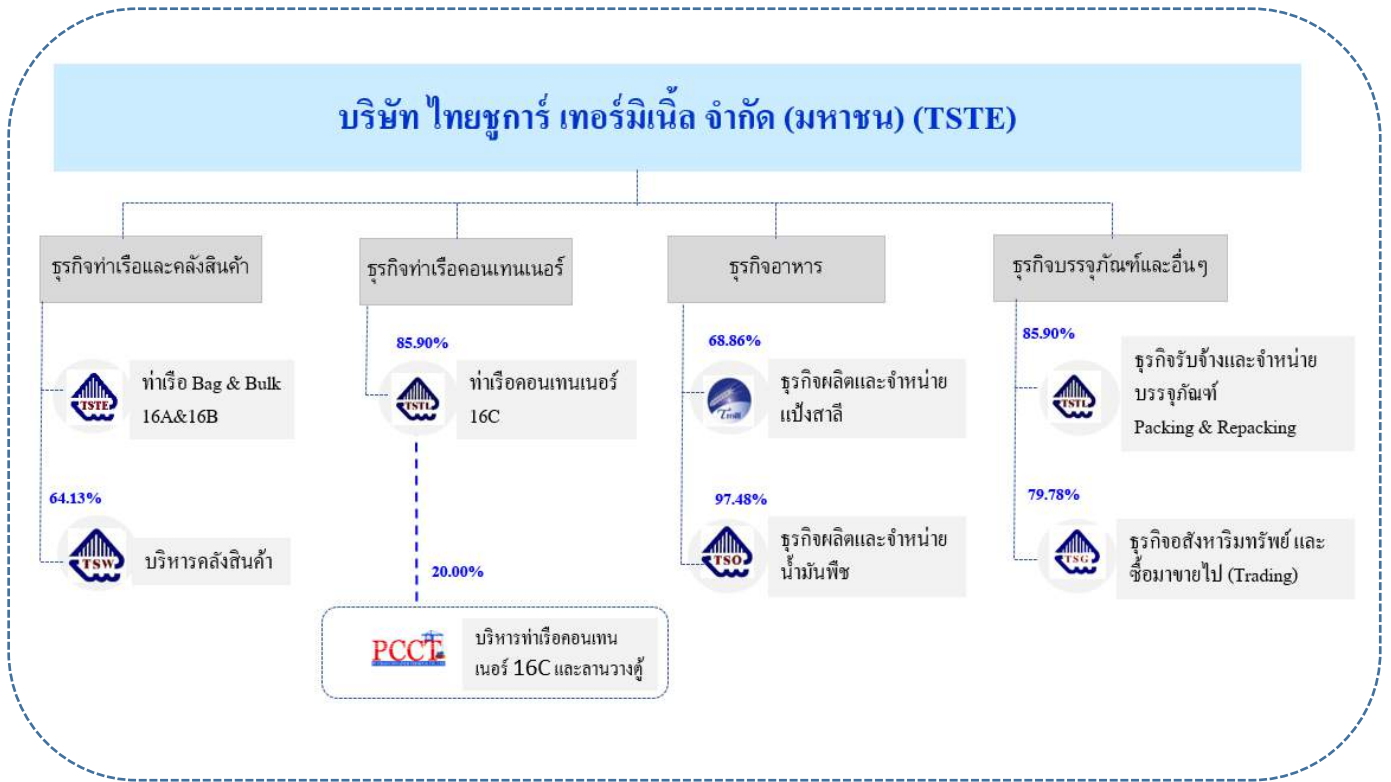 บริษัท ไทยชูการ์ เทอร์มิเนิ้ล จำกัด (มหาชน) (TSTE)
ธุรกิจท่าเรือและคลังสินค้า
ธุรกิจท่าเรือคอนเทนเนอร์
ธุรกิจอาหาร
ธุรกิจบรรจุภัณฑ์และอื่นๆ
TSTE
ท่าเรือ Bag & Bulk
16A&16B
64.13%
TSW
บริหารคลังสินค้า
85.90%
TSTL
ท่าเรือคอนเทนเนอร์
16C
20.00%
PCCT
บริหารท่าเรือคอนเทน
เนอร์ 16C และลานวางตู้
68.86%
Tmill
ธุรกิจผลิตและจำหน่าย
แป้งสาลี
97.48%
TSO
ธุรกิจผลิตและจำหน่าย
น้ำมันพืช
85.90%
TSTL
ธุรกิจรับจ้างและจำหน่าย
บรรจุภัณฑ์
Packing & Repacking
79.78%
TSG
ธุรกิจอสังหาริมทรัพย์ และ
ซื้อมาขายไป (Trading)